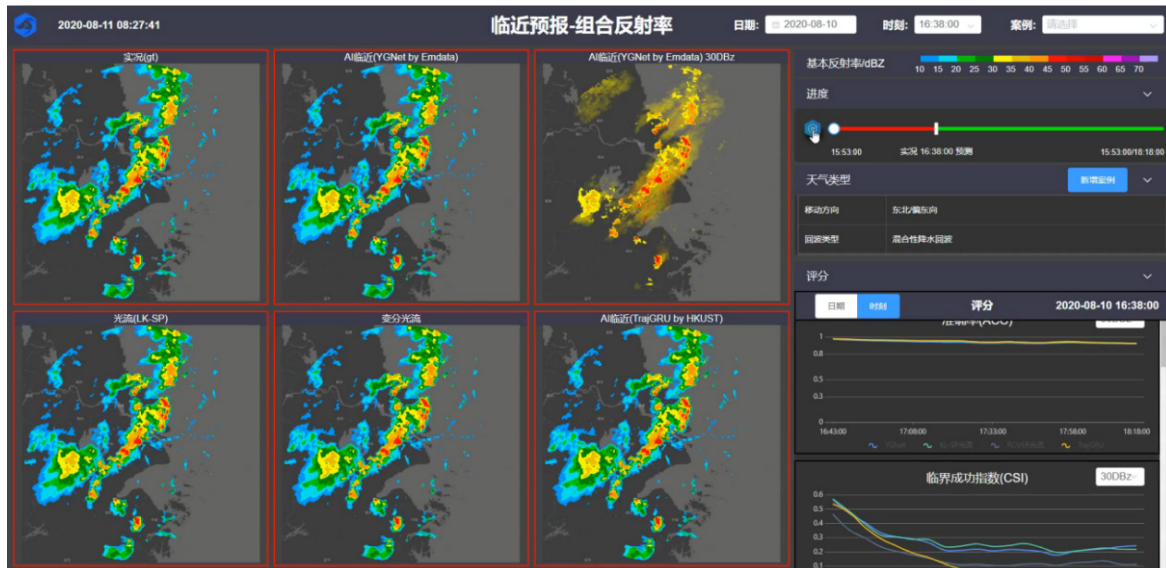 2020-08-11 08:27:41
临近预报-组合反射率
日期: 2020-08-10
时刻: 16:38:00
案例: 请选择
实况(gt)
AI临近(YGNet by Emdata)
AI临近(YGNet by Emdata) 30DBz
光流(LK-SP)
变分光流
AI临近(TrajGRU by HKUST)
基本反射率/dBZ
10 15 20 25 30 35 40 45 50 55 60 65 70
进度
15:53:00 实况 16:38:00 预测 15:53:00/18:18:00
天气类型
新增案例
移动方向 东北/偏东向
回波类型 混合性降水回波
评分
日期 时刻 评分 2020-08-10 16:38:00
准确率(ACC)
1
0.8
0.5
0.3
0
16:43:00 17:08:00 17:33:00 17:58:00 18:18:00
YGNet TrajGRU
临界成功指数(CSI) 30DBz
0.6
0.5
0.4
0.3
0.2
0.1